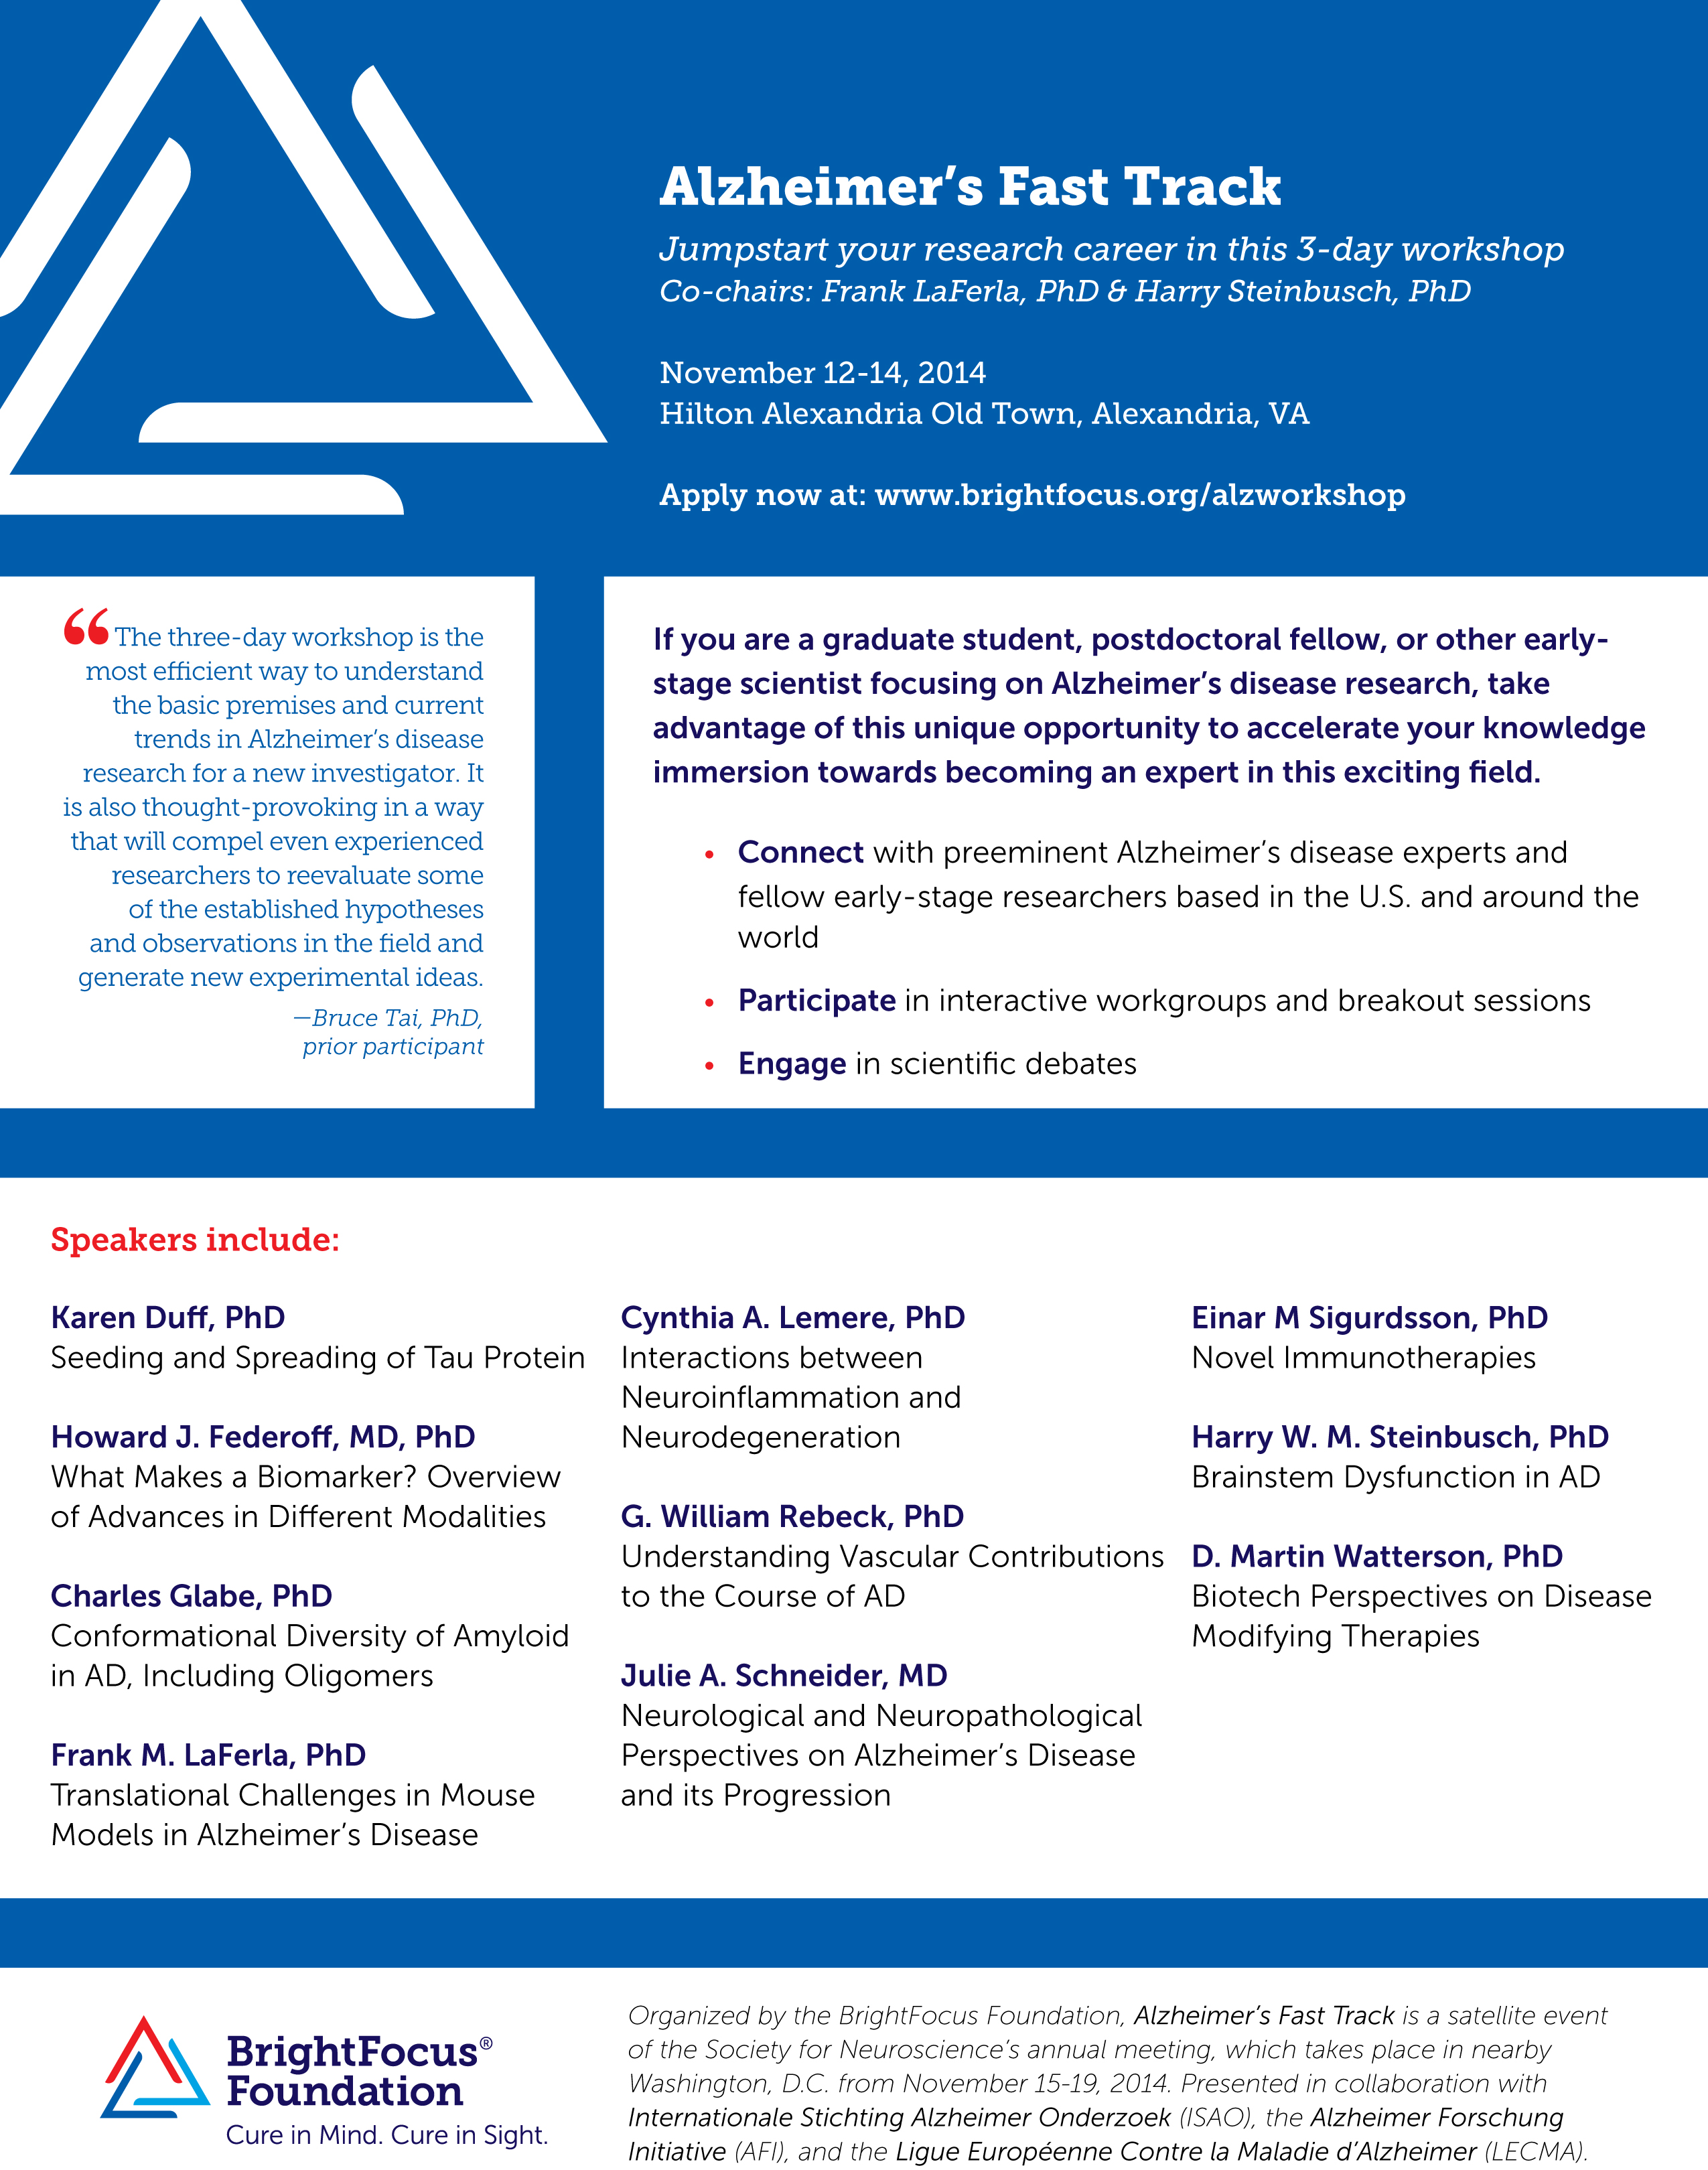 Alzheimer’s Fast Track
Jumpstart your research career in this 3-day workshop
Co-chairs: Frank LaFerla, PhD & Harry Steinbusch, PhD
November 12-14, 2014
Hilton Alexandria Old Town, Alexandria, VA
Apply now at: www.brightfocus.org/alzworkshop
“The three-day workshop is the
most efficient way to understand
the basic premises and current
trends in Alzheimer’s disease
research for a new investigator. It
is also thought-provoking in a way
that will compel even experienced
researchers to reevaluate some
of the established hypotheses
and observations in the field and
generate new experimental ideas.
—Bruce Tai, PhD,
prior participant
If you are a graduate student, postdoctoral fellow, or other early-
stage scientist focusing on Alzheimer’s disease research, take
advantage of this unique opportunity to accelerate your knowledge
immersion towards becoming an expert in this exciting field.
• Connect with preeminent Alzheimer’s disease experts and
fellow early-stage researchers based in the U.S. and around the
world
• Participate in interactive workgroups and breakout sessions
• Engage in scientific debates
Speakers include:
Karen Duff, PhD
Seeding and Spreading of Tau Protein
Howard J. Federoff, MD, PhD
What Makes a Biomarker? Overview
of Advances in Different Modalities
Charles Glabe, PhD
Conformational Diversity of Amyloid
in AD, Including Oligomers
Frank M. LaFerla, PhD
Translational Challenges in Mouse
Models in Alzheimer’s Disease
Cynthia A. Lemere, PhD
Interactions between
Neuroinflammation and
Neurodegeneration
G. William Rebeck, PhD
Understanding Vascular Contributions
to the Course of AD
Julie A. Schneider, MD
Neurological and Neuropathological
Perspectives on Alzheimer’s Disease
and its Progression
Einar M Sigurdsson, PhD
Novel Immunotherapies
Harry W. M. Steinbusch, PhD
Brainstem Dysfunction in AD
D. Martin Watterson, PhD
Biotech Perspectives on Disease
Modifying Therapies
BrightFocus®
Foundation
Cure in Mind. Cure in Sight.
Organized by the BrightFocus Foundation, Alzheimer’s Fast Track is a satellite event
of the Society for Neuroscience’s annual meeting, which takes place in nearby
Washington, D.C. from November 15-19, 2014. Presented in collaboration with
Internationale Stichting Alzheimer Onderzoek (ISAO), the Alzheimer Forschung
Initiative (AFI), and the Ligue Européenne Contre la Maladie d’Alzheimer (LECMA).